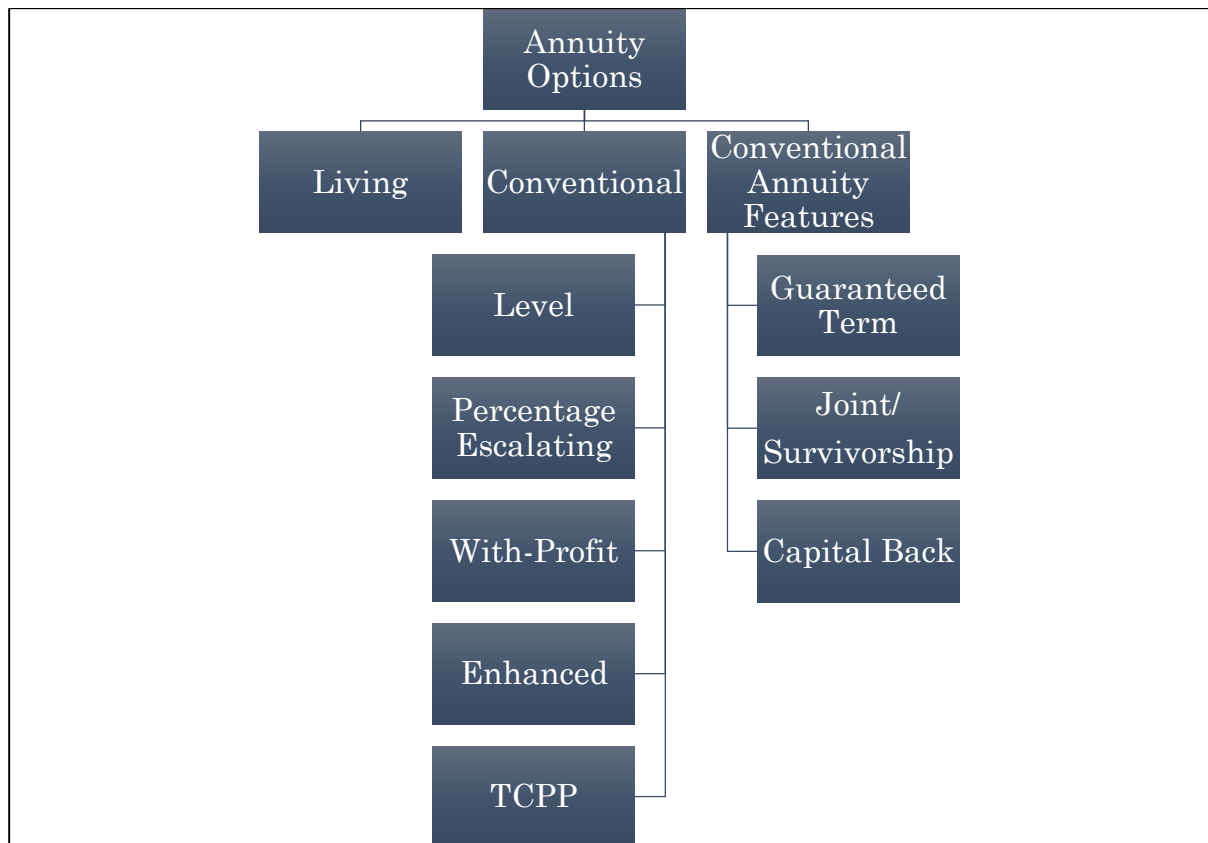 Annuity
Options
Living
Conventional
Conventional
Annuity
Features
Level
Percentage
Escalating
With-Profit
Enhanced
TCPP
Guaranteed
Term
Joint/
Survivorship
Capital Back